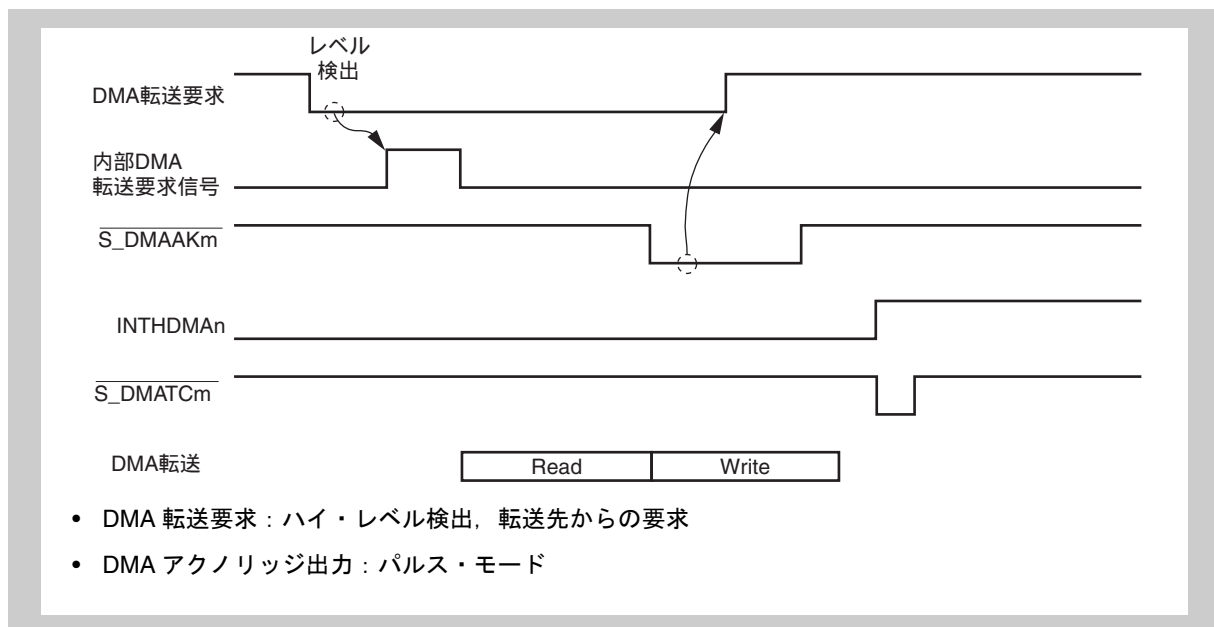 レベル
検出
DMA転送要求
内部DMA
転送要求信号
S_DMAAKm
INTHDMAn
S_DMATCm
DMA転送 Read Write
• DMA 転送要求：ハイ・レベル検出，転送先からの要求
• DMA アクノリッジ出力：パルス・モード